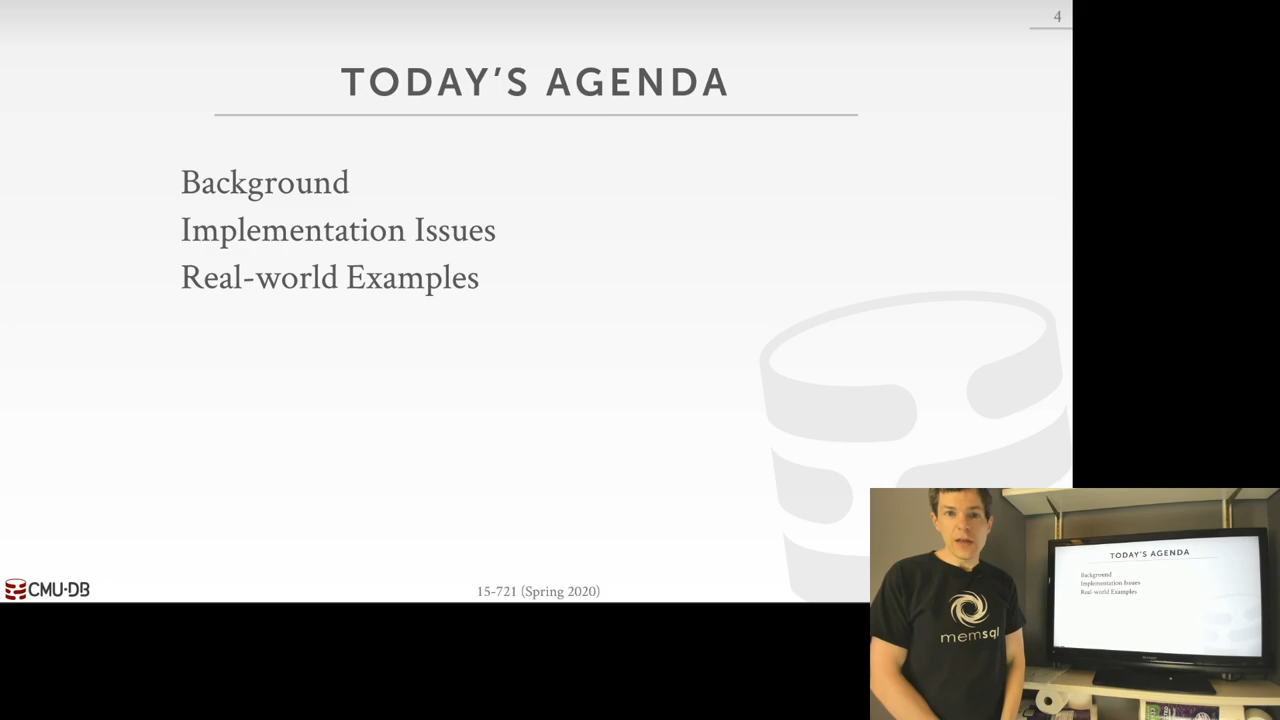 4
TODAY'S AGENDA
Background
Implementation Issues
Real-world Examples
CMU·DB
15-721 (Spring 2020)
memsql
TODAY'S AGENDA
Background
Implementation Issues
Real-world Examples